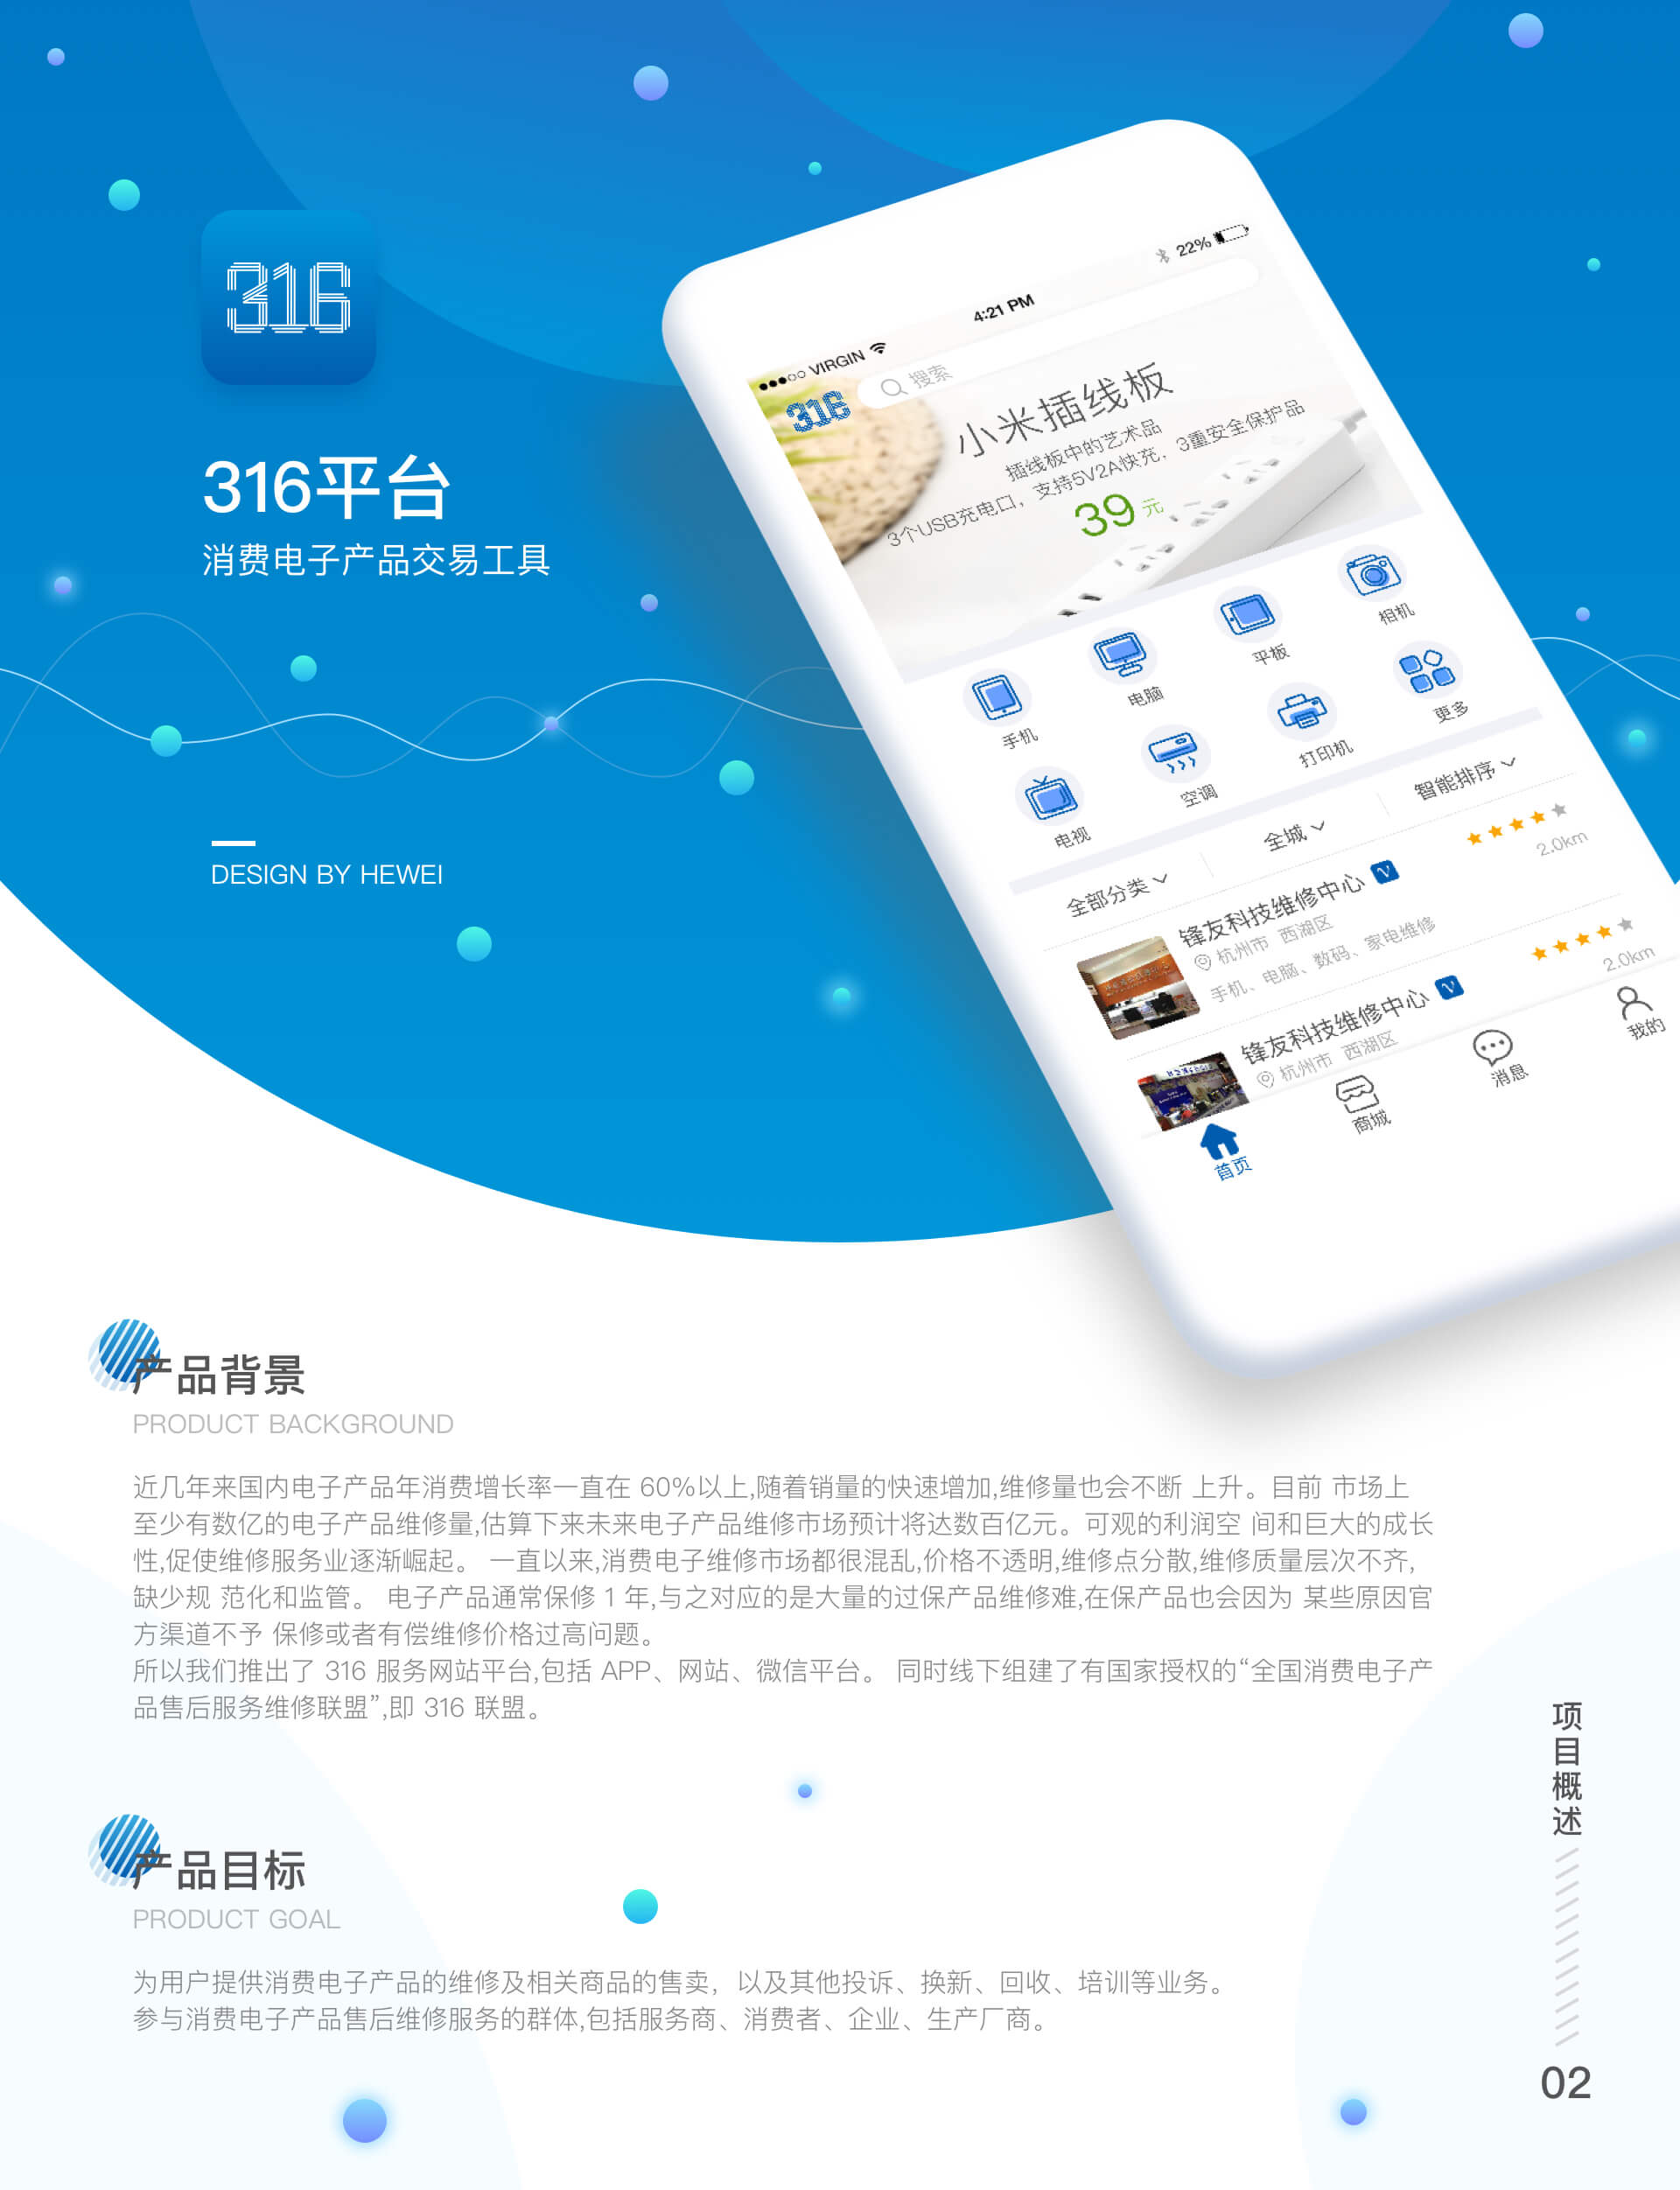 316
316平台
消费电子产品交易工具
DESIGN BY HEWEI
VIRGIN
4:21 PM
22%
316
搜索
小米插线板
插线板中的艺术品
3个USB充电口，支持5V2A快充，3重安全保护品
39元
手机
电脑
平板
相机
电视
空调
打印机
更多
全部分类
全城
智能排序
锋友科技维修中心
V
杭州市 西湖区
2.0km
手机、电脑、数码、家电维修
锋友科技维修中心
V
杭州市 西湖区
2.0km
首页
商城
消息
我的
产品背景
PRODUCT BACKGROUND
近几年来国内电子产品年消费增长率一直在 60%以上,随着销量的快速增加,维修量也会不断 上升。目前 市场上
至少有数亿的电子产品维修量,估算下来未来电子产品维修市场预计将达数百亿元。可观的利润空 间和巨大的成长
性,促使维修服务业逐渐崛起。 一直以来,消费电子维修市场都很混乱,价格不透明,维修点分散,维修质量层次不齐,
缺少规 范化和监管。 电子产品通常保修 1 年,与之对应的是大量的过保产品维修难,在保产品也会因为 某些原因官
方渠道不予 保修或者有偿维修价格过高问题。
所以我们推出了 316 服务网站平台,包括 APP、网站、微信平台。 同时线下组建了有国家授权的“全国消费电子产
品售后服务维修联盟”,即 316 联盟。
产品目标
PRODUCT GOAL
为用户提供消费电子产品的维修及相关商品的售卖，以及其他投诉、换新、回收、培训等业务。
参与消费电子产品售后维修服务的群体,包括服务商、消费者、企业、生产厂商。
项目概述
02